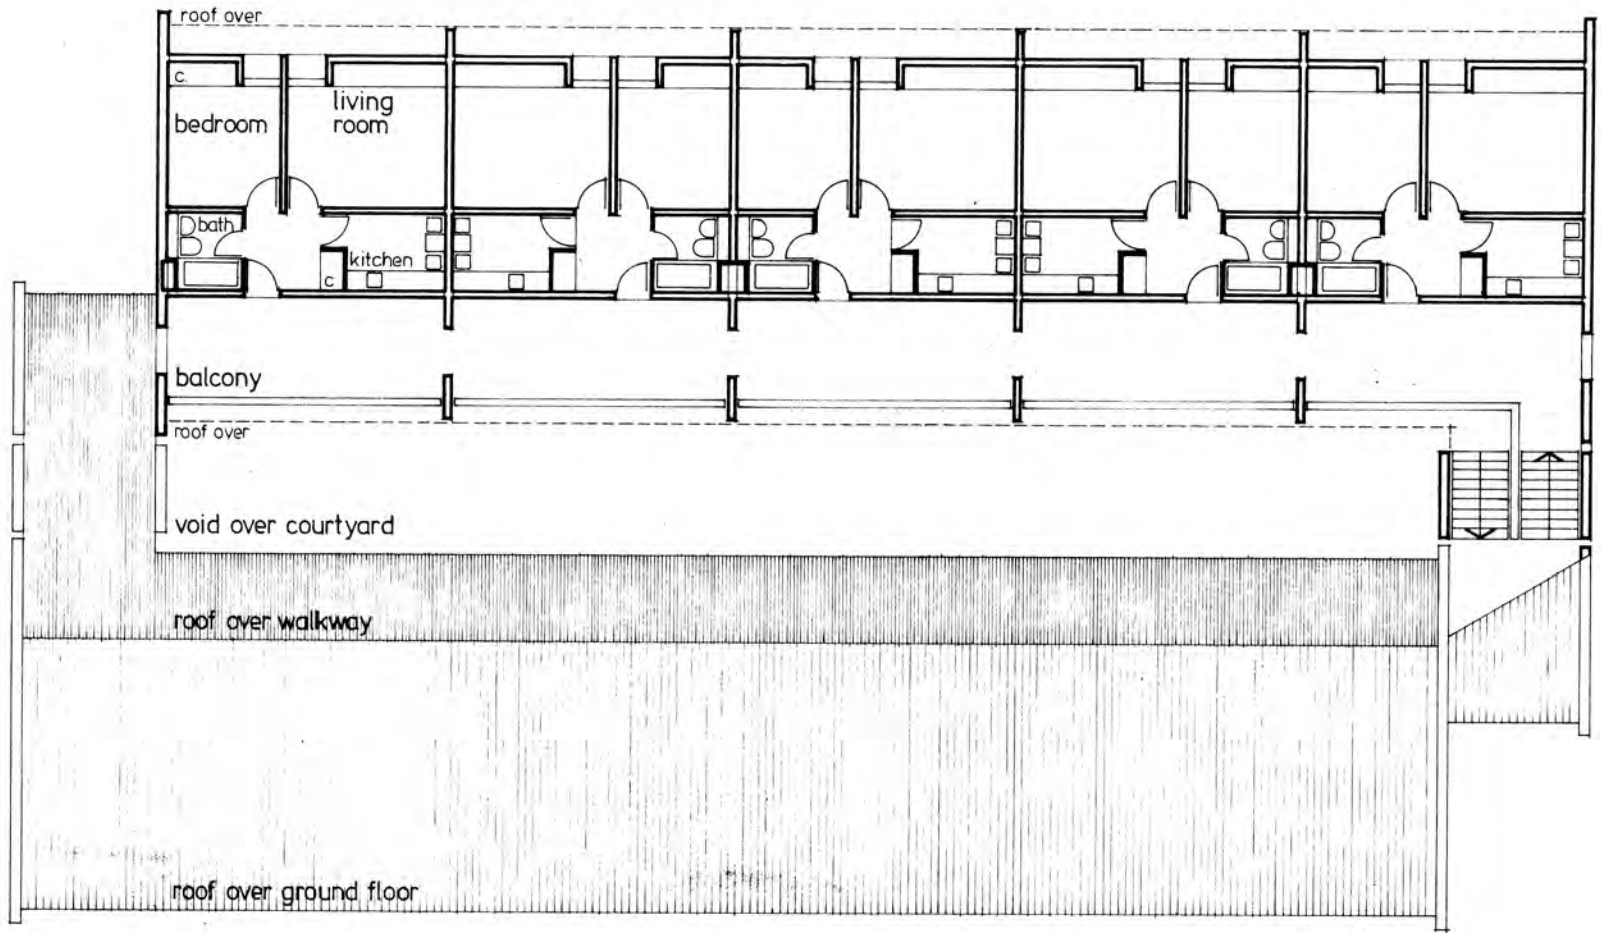 roof over
c.
living
room
bedroom
bath
kitchen
c
balcony
roof over
void over courtyard
roof over walkway
roof over ground floor